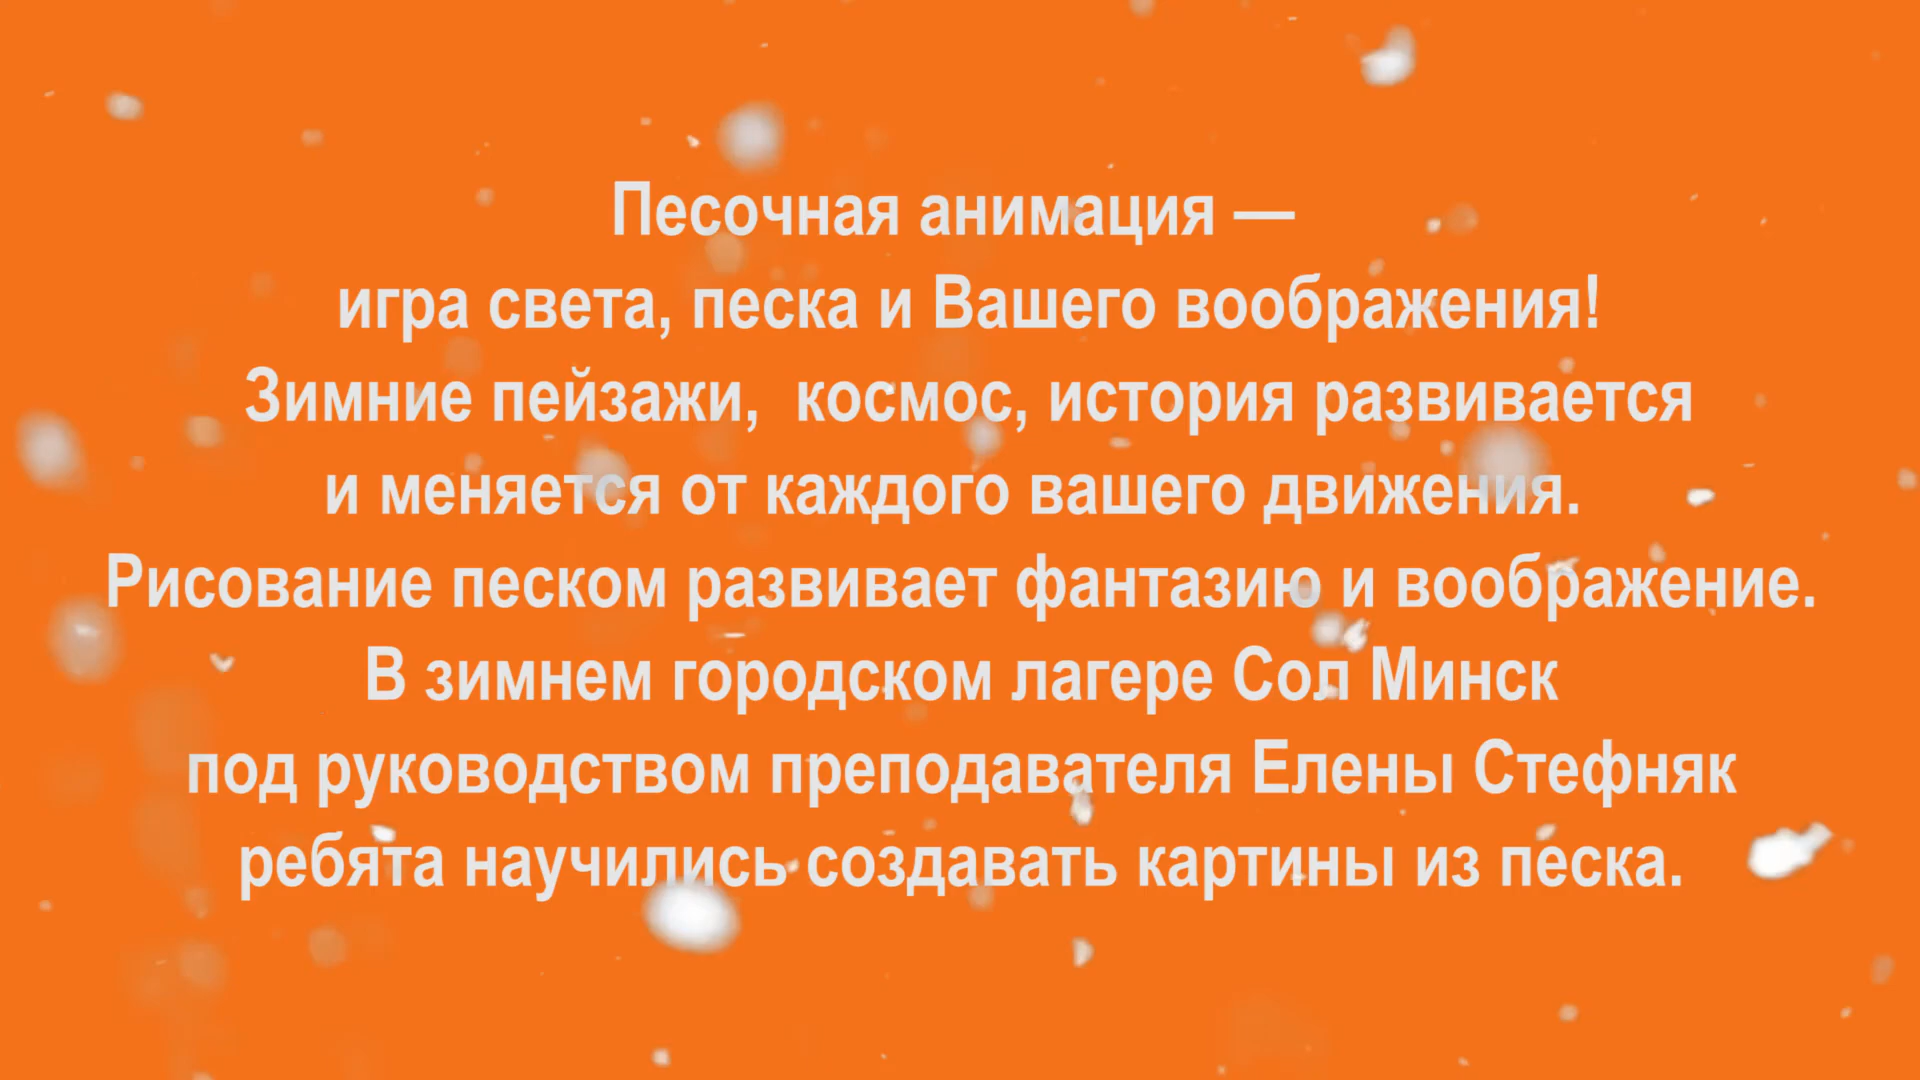 Песочная анимация —
игра света, песка и Вашего воображения!
Зимние пейзажи,  космос, история развивается
и меняется от каждого вашего движения.
Рисование песком развивает фантазию и воображение.
В зимнем городском лагере Сол Минск
под руководством преподавателя Елены Стефняк
ребята научились создавать картины из песка.